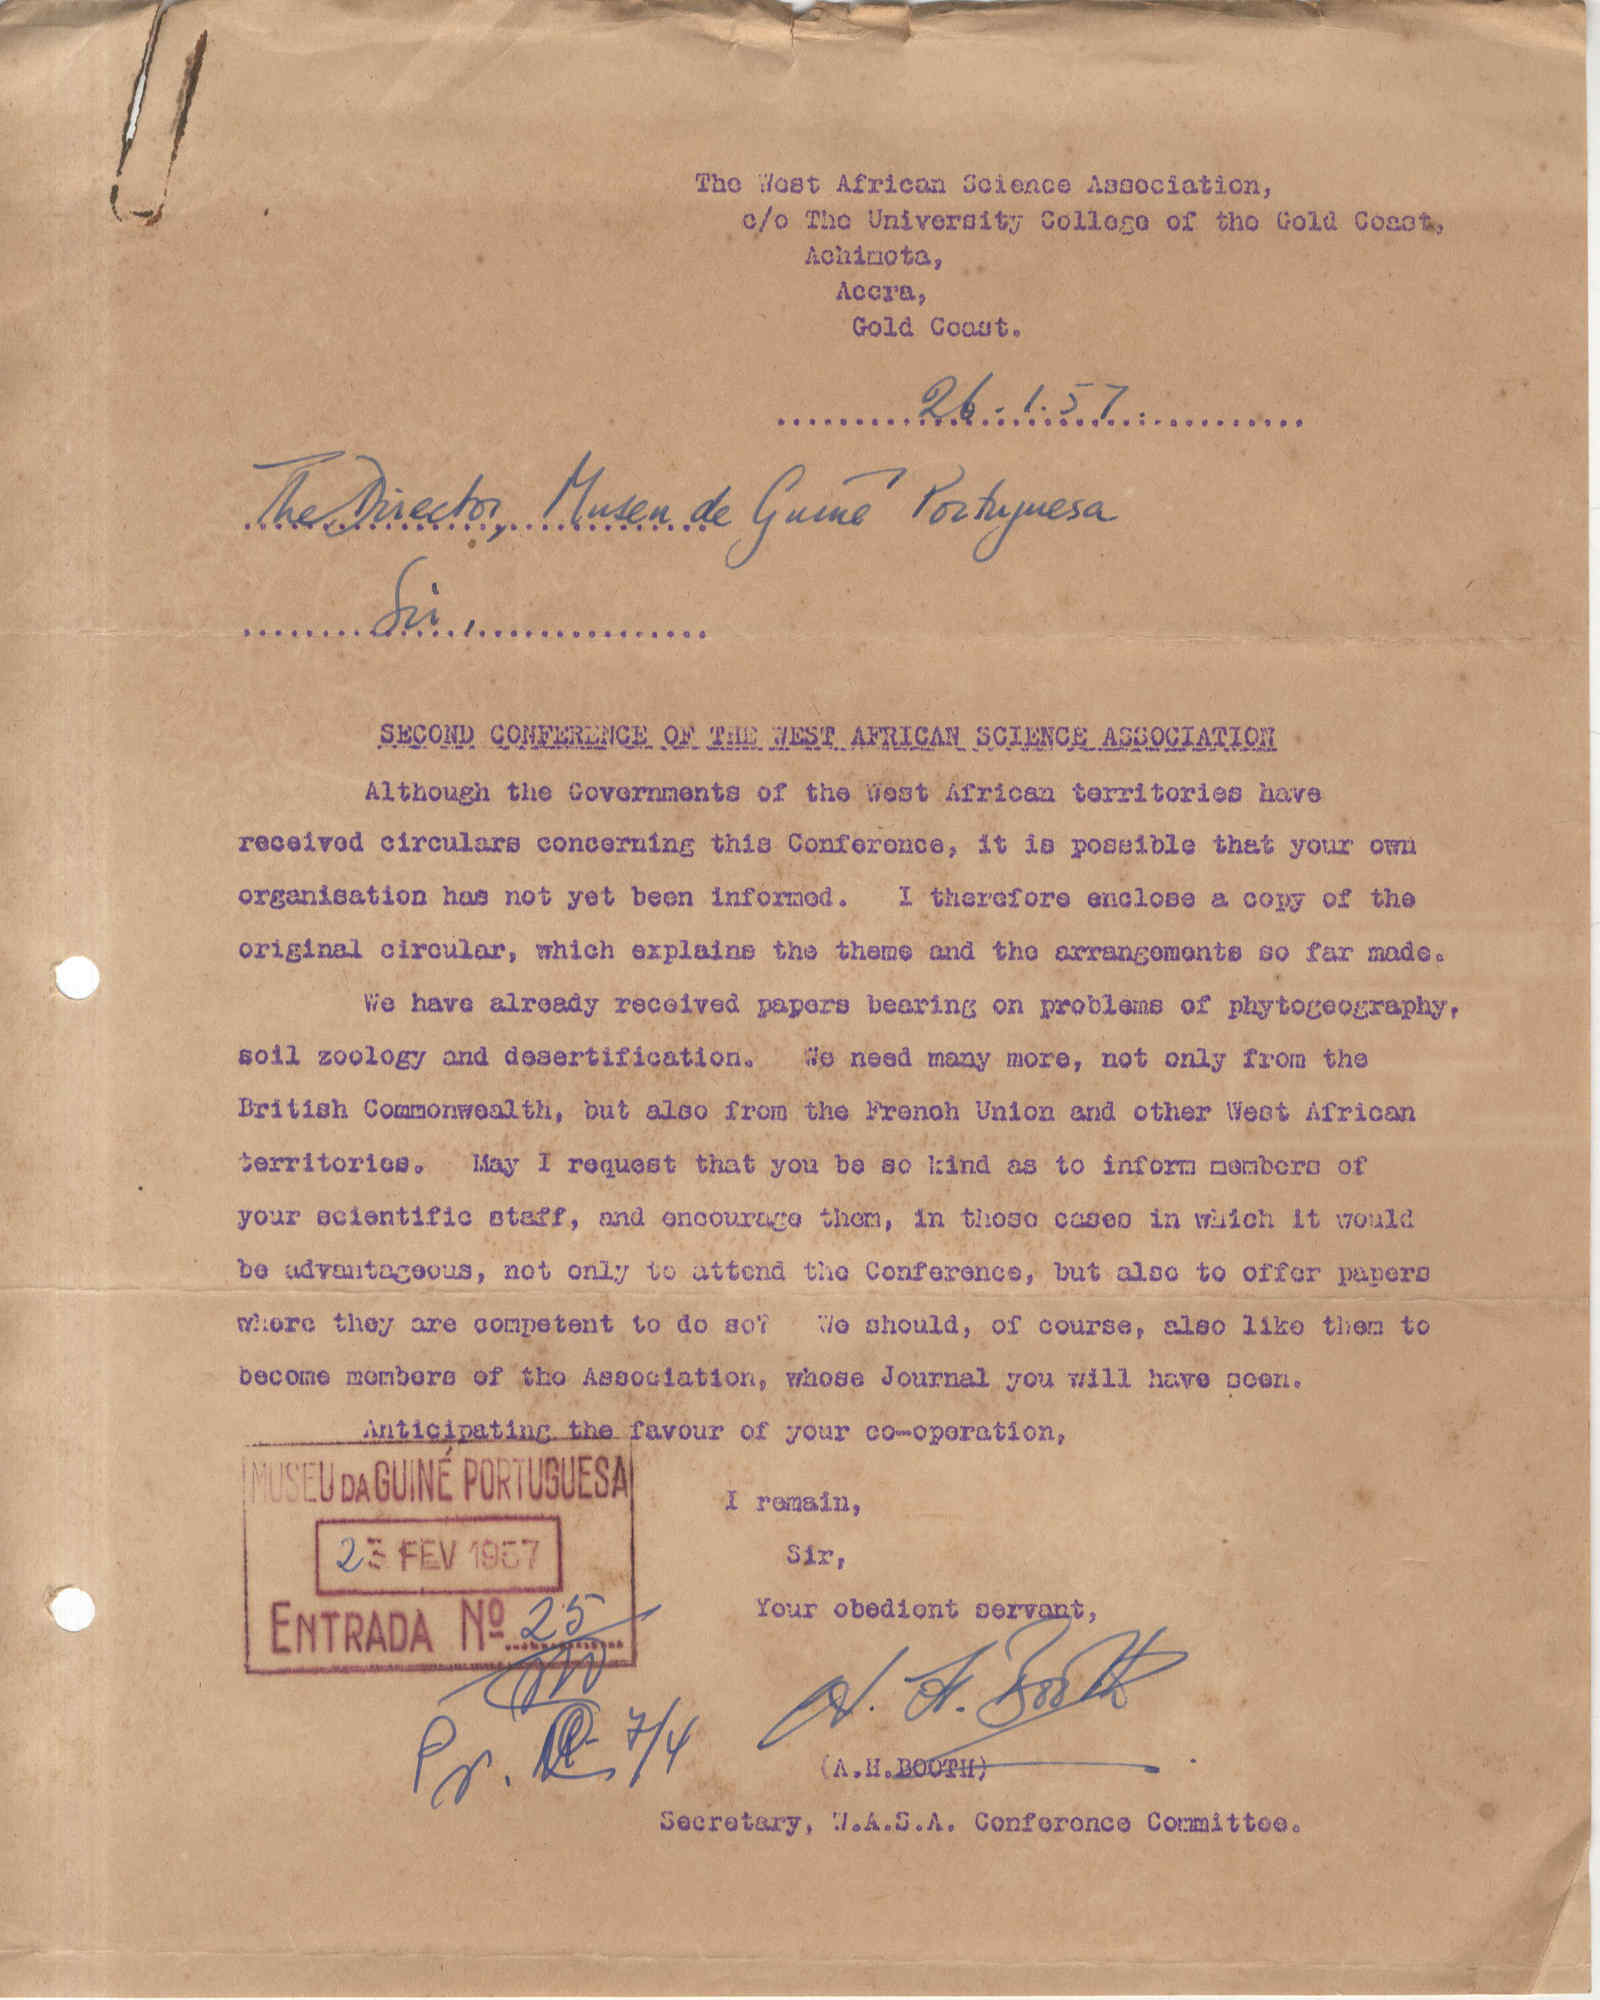 The West African Science Association,
c/o The University College of the Gold Coast,
Achimota,
Accra,
Gold Coast.
26.1.57.
The Director, Museu de Guiné Portuguesa
Sir,
SECOND CONFERENCE OF THE WEST AFRICAN SCIENCE ASSOCIATION
Although the Governments of the West African territories have
received circulars concerning this Conference, it is possible that your own
organisation has not yet been informed. I therefore enclose a copy of the
original circular, which explains the theme and the arrangements so far made.
We have already received papers bearing on problems of phytogeography,
soil zoology and desertification. We need many more, not only from the
British Commonwealth, but also from the French Union and other West African
territories. May I request that you be so kind as to inform members of
your scientific staff, and encourage them, in those cases in which it would
be advantageous, not only to attend the Conference, but also to offer papers
where they are competent to do so? We should, of course, also like them to
become members of the Association, whose Journal you will have seen.
Anticipating the favour of your co-operation,
I remain,
Sir,
Your obedient servant,
A. H. Booth
(A.H.BOOTH)
Secretary, W.A.S.A. Conference Committee.
MUSEU DA GUINÉ PORTUGUESA
23 FEV 1957
ENTRADA Nº 25
7/4